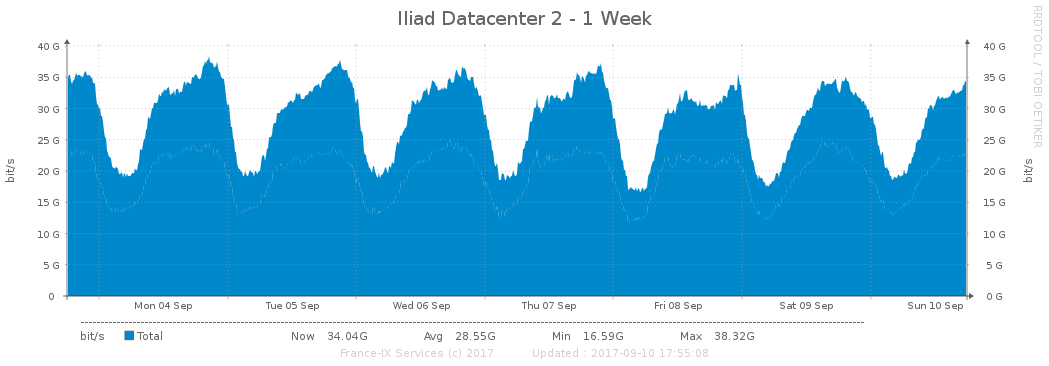 Iliad Datacenter 2 - 1 Week
RRDTOOL / TOBI OETIKER
40 G 40 G
35 G 35 G
30 G 30 G
25 G 25 G
20 G 20 G
15 G 15 G
10 G 10 G
5 G 5 G
0 0 G
bit/s bit/s
Mon 04 Sep Tue 05 Sep Wed 06 Sep Thu 07 Sep Fri 08 Sep Sat 09 Sep Sun 10 Sep
bit/s Total Now 34.04G Avg 28.55G Min 16.59G Max 38.32G
France-IX Services (c) 2017 Updated : 2017-09-10 17:55:08